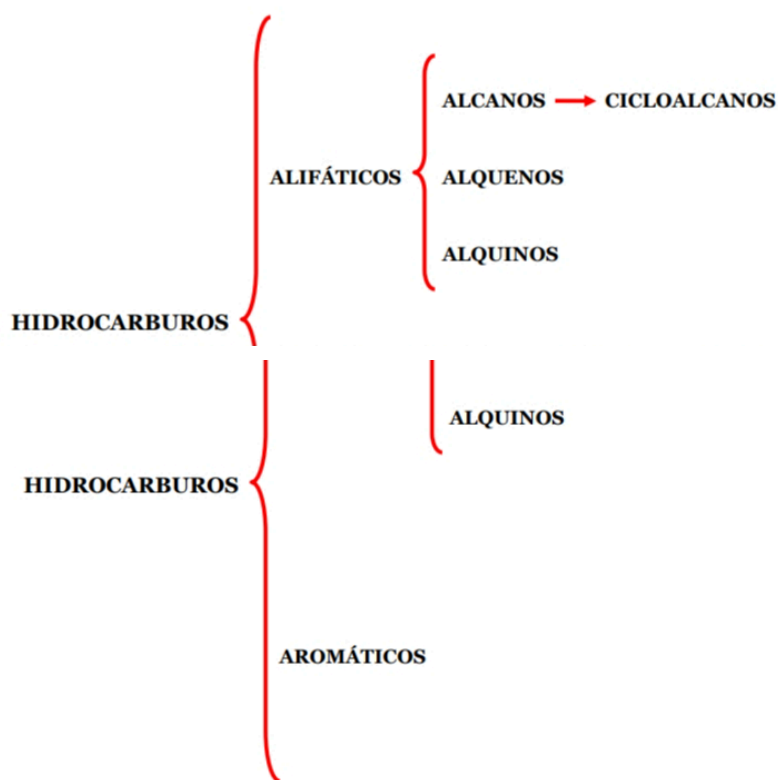 ALCANOS CICLOALCANOS
ALIFÁTICOS ALQUENOS
ALQUINOS
HIDROCARBUROS
ALQUINOS
HIDROCARBUROS
AROMÁTICOS